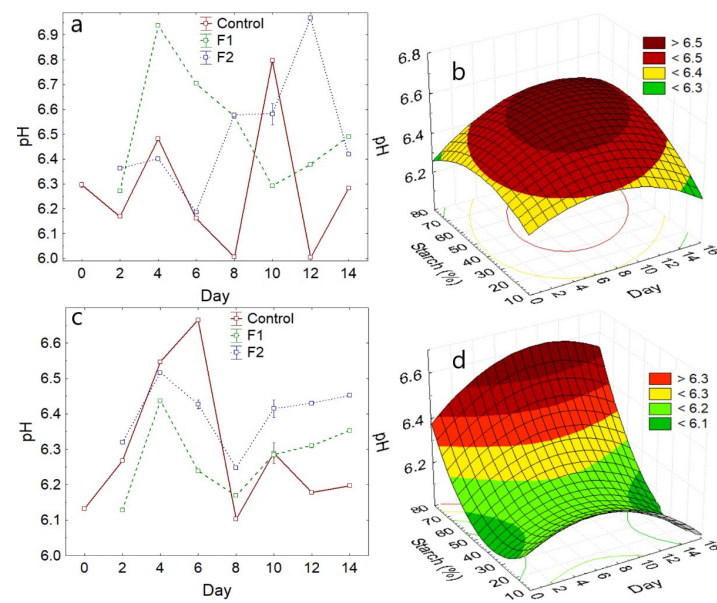 a
Control
F1
F2
6.9
6.8
6.7
6.6
6.5
6.4
6.3
6.2
6.1
6.0
pH
0 2 4 6 8 10 12 14
Day
b
> 6.5
< 6.5
< 6.4
< 6.3
6.8
6.6
6.4
6.2
pH
80 70 60 50 40 30 20 10
Starch (%)
0 2 4 6 8 10 12 14 16
Day
c
Control
F1
F2
6.6
6.5
6.4
6.3
6.2
6.1
6.0
pH
0 2 4 6 8 10 12 14
Day
d
> 6.3
< 6.3
< 6.2
< 6.1
6.6
6.4
6.2
pH
80 70 60 50 40 30 20 10
Starch (%)
0 2 4 6 8 10 12 14 16
Day